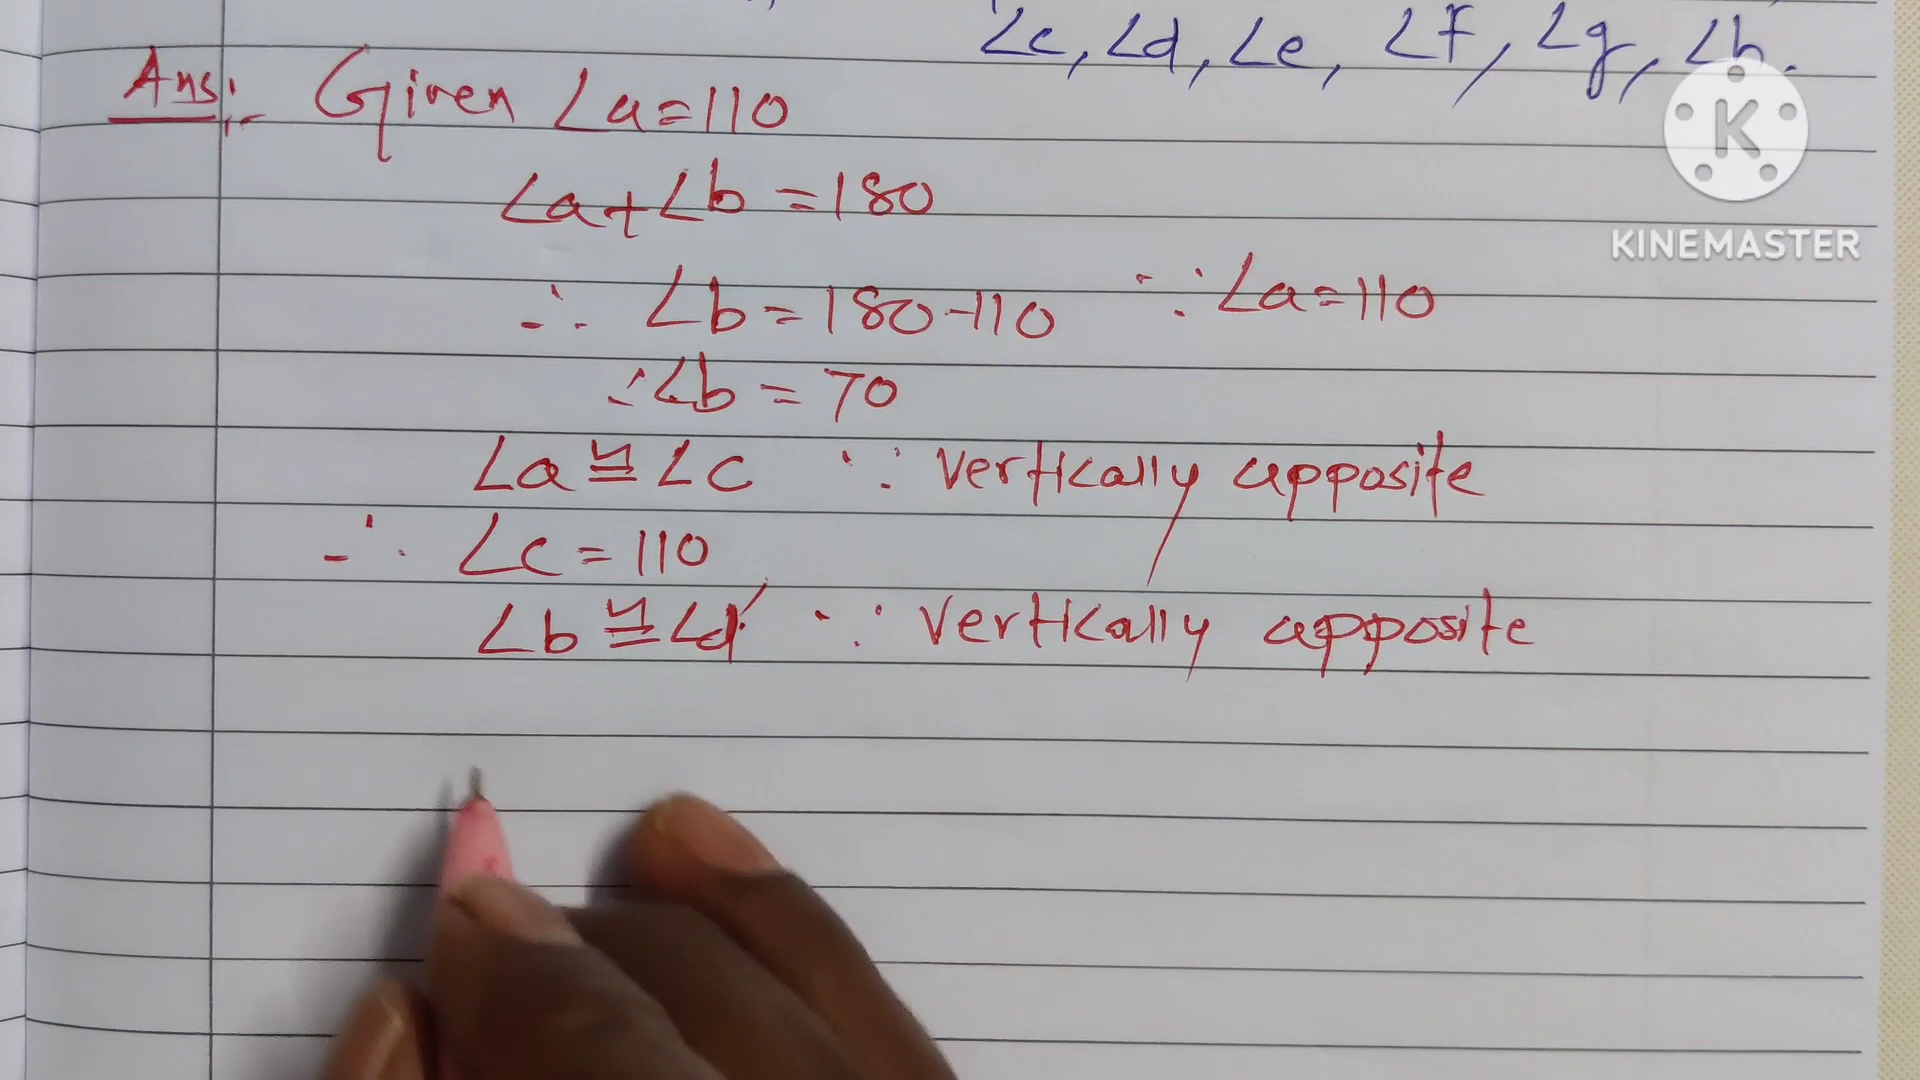 ∠c, ∠d, ∠e, ∠f, ∠g, ∠h.
Ans:- Given ∠a=110
∠a+∠b=180
∴ ∠b=180-110 ∵∠a=110
∴∠b=70
∠a≅∠c ∵ vertically apposite
∴ ∠c=110
∠b≅∠d ∵ vertically apposite
K
KINEMASTER